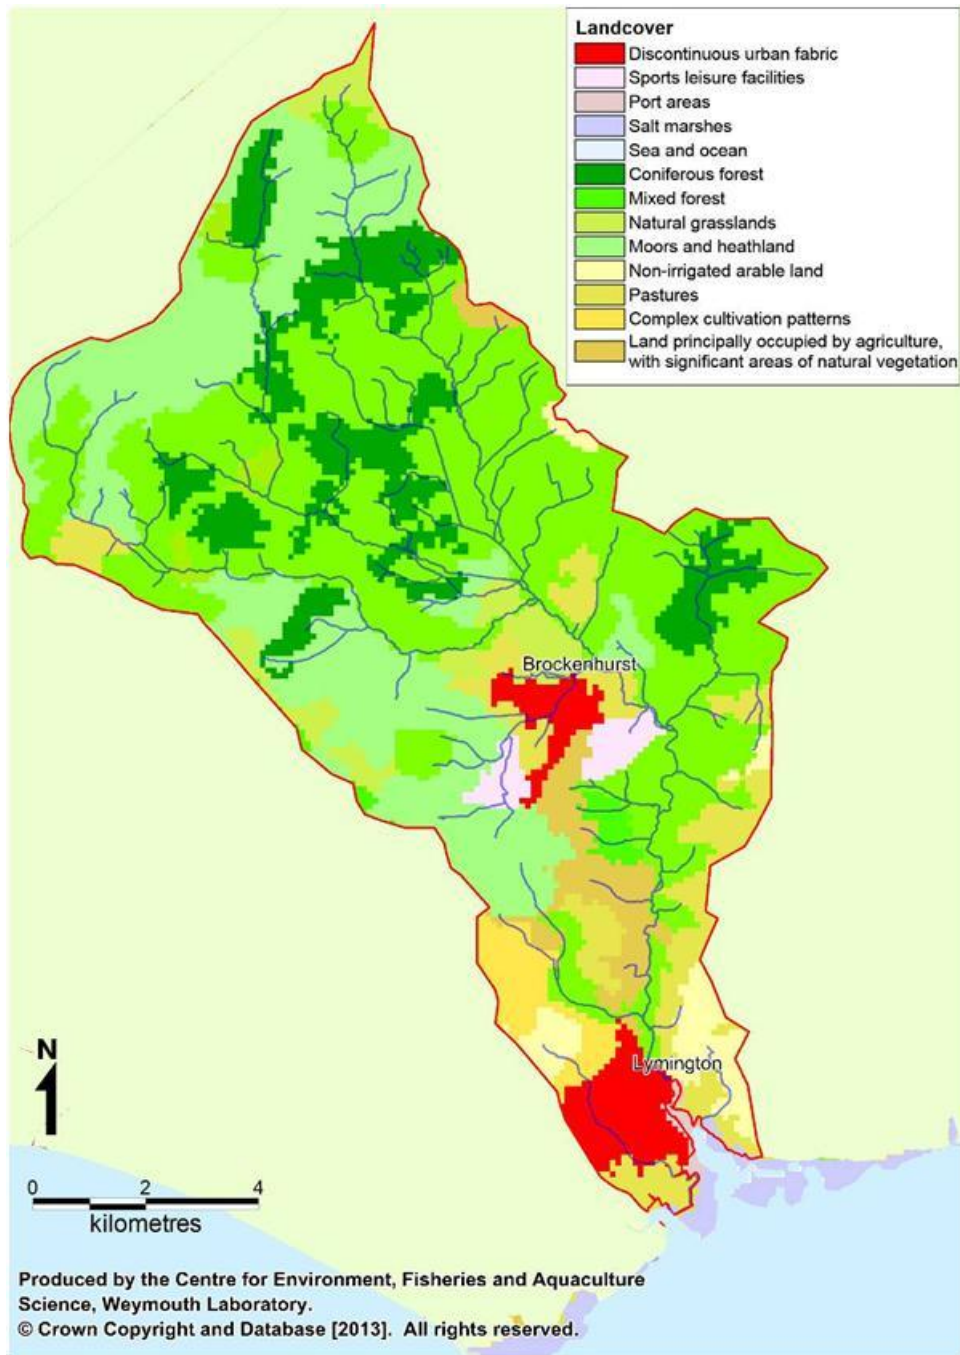 Landcover
Discontinuous urban fabric
Sports leisure facilities
Port areas
Salt marshes
Sea and ocean
Coniferous forest
Mixed forest
Natural grasslands
Moors and heathland
Non-irrigated arable land
Pastures
Complex cultivation patterns
Land principally occupied by agriculture,
with significant areas of natural vegetation
Brockenhurst
Lymington
N
0 2 4
kilometres
Produced by the Centre for Environment, Fisheries and Aquaculture
Science, Weymouth Laboratory.
© Crown Copyright and Database [2013]. All rights reserved.